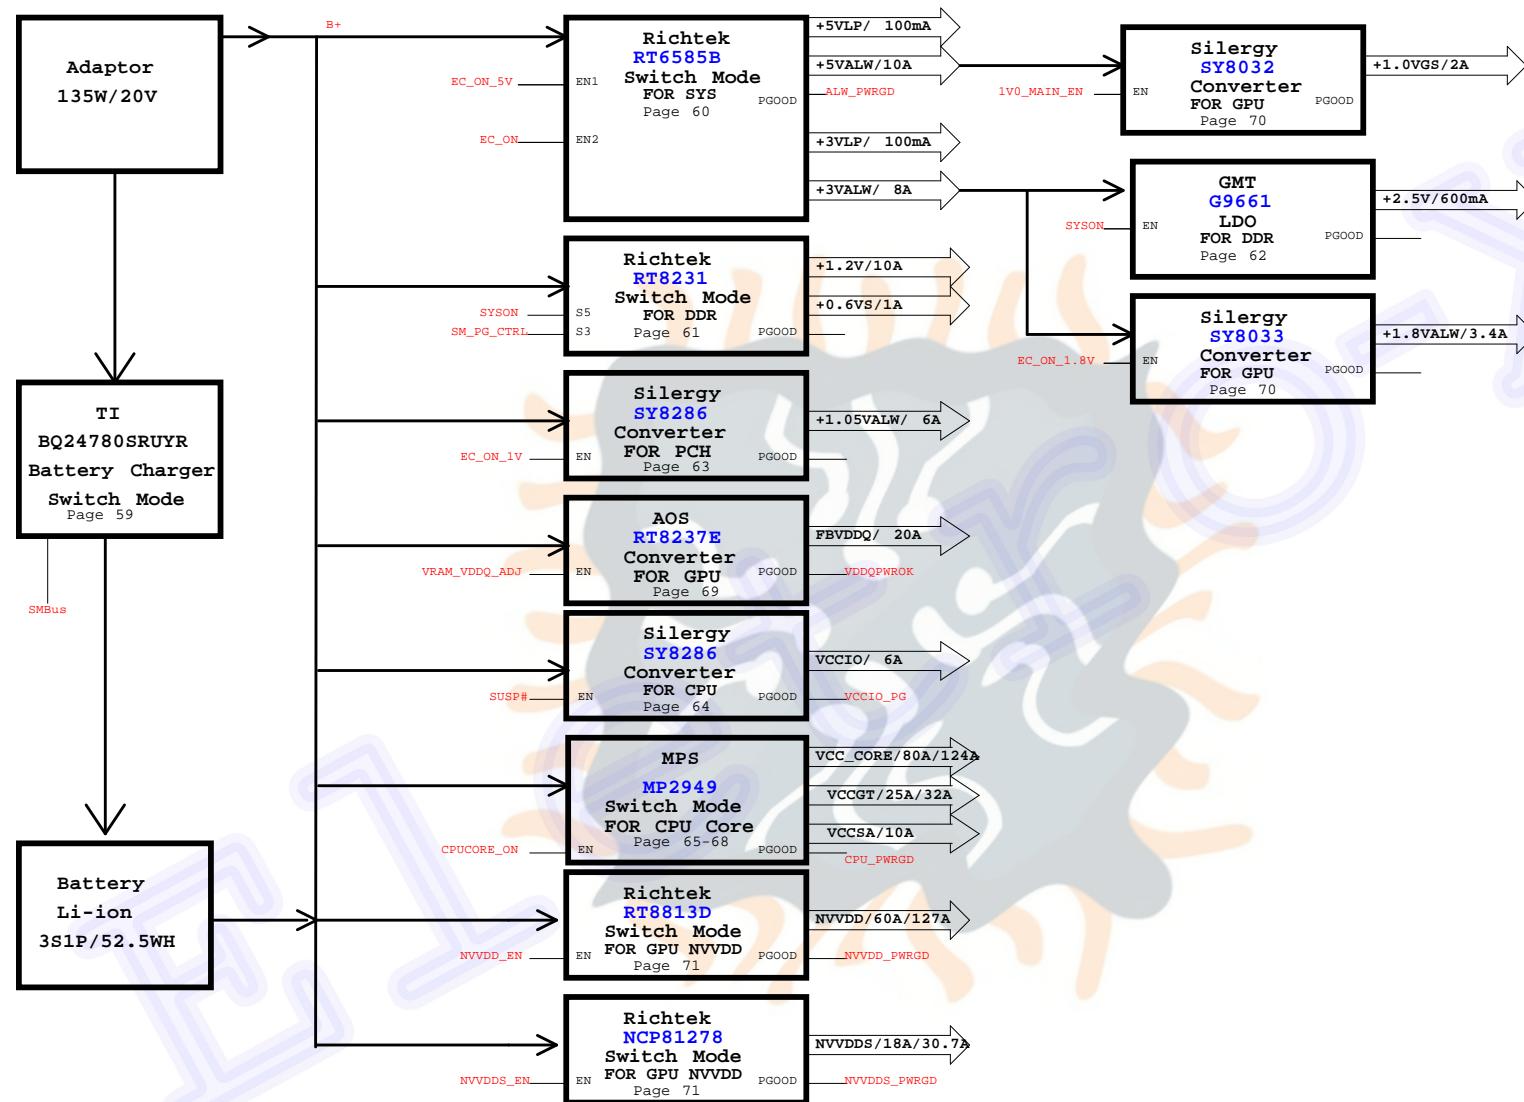 B+
Adaptor
135W/20V
TI
BQ24780SRUYR
Battery Charger
Switch Mode
Page 59
SMBus
Battery
Li-ion
3S1P/52.5WH
Richtek
RT6585B
Switch Mode
FOR SYS
Page 60
EC_ON_5V
EN1
EC_ON
EN2
PGOOD
+5VLP/ 100mA
+5VALW/10A
ALW_PWRGD
+3VLP/ 100mA
+3VALW/ 8A
Silergy
SY8032
Converter
FOR GPU
Page 70
1V0_MAIN_EN
EN
PGOOD
+1.0VGS/2A
GMT
G9661
LDO
FOR DDR
Page 62
SYSON
EN
PGOOD
+2.5V/600mA
Silergy
SY8033
Converter
FOR GPU
Page 70
EC_ON_1.8V
EN
PGOOD
+1.8VALW/3.4A
Richtek
RT8231
Switch Mode
FOR DDR
Page 61
SYSON
S5
SM_PG_CTRL
S3
PGOOD
+1.2V/10A
+0.6VS/1A
Silergy
SY8286
Converter
FOR PCH
Page 63
EC_ON_1V
EN
PGOOD
+1.05VALW/ 6A
AOS
RT8237E
Converter
FOR GPU
Page 69
VRAM_VDDQ_ADJ
EN
PGOOD
FBVDDQ/ 20A
VDDQPWROK
Silergy
SY8286
Converter
FOR CPU
Page 64
SUSP#
EN
PGOOD
VCCIO/ 6A
VCCIO_PG
MPS
MP2949
Switch Mode
FOR CPU Core
Page 65-68
CPUCORE_ON
EN
PGOOD
VCC_CORE/80A/124A
VCCGT/25A/32A
VCCSA/10A
CPU_PWRGD
Richtek
RT8813D
Switch Mode
FOR GPU NVVDD
Page 71
NVVDD_EN
EN
PGOOD
NVVDD/60A/127A
NVVDD_PWRGD
Richtek
NCP81278
Switch Mode
FOR GPU NVVDD
Page 71
NVVDDS_EN
EN
PGOOD
NVVDDS/18A/30.7A
NVVDDS_PWRGD